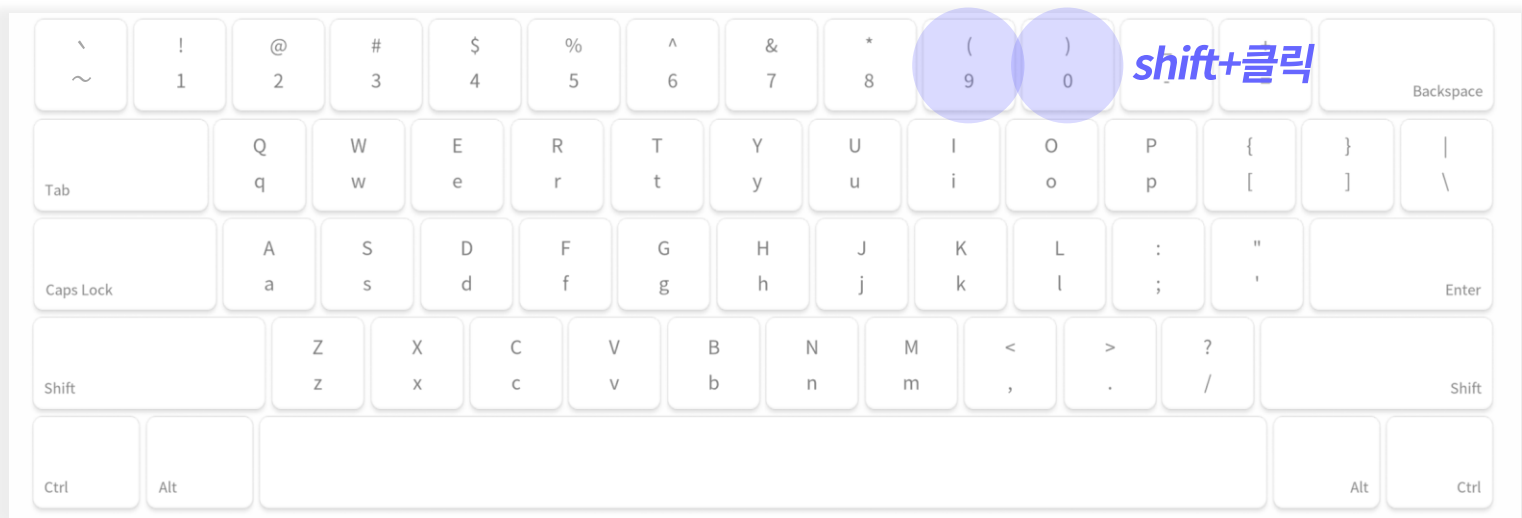 、 ! @ # $ % ^ & * ( ) shift+클릭
~ 1 2 3 4 5 6 7 8 9 0 - Backspace
Q W E R T Y U I O P { } |
Tab q w e r t y u i o p [ ] \
A S D F G H J K L : "
Caps Lock a s d f g h j k l ; ' Enter
Z X C V B N M < > ?
Shift z x c v b n m , . / Shift
Ctrl Alt Alt Ctrl